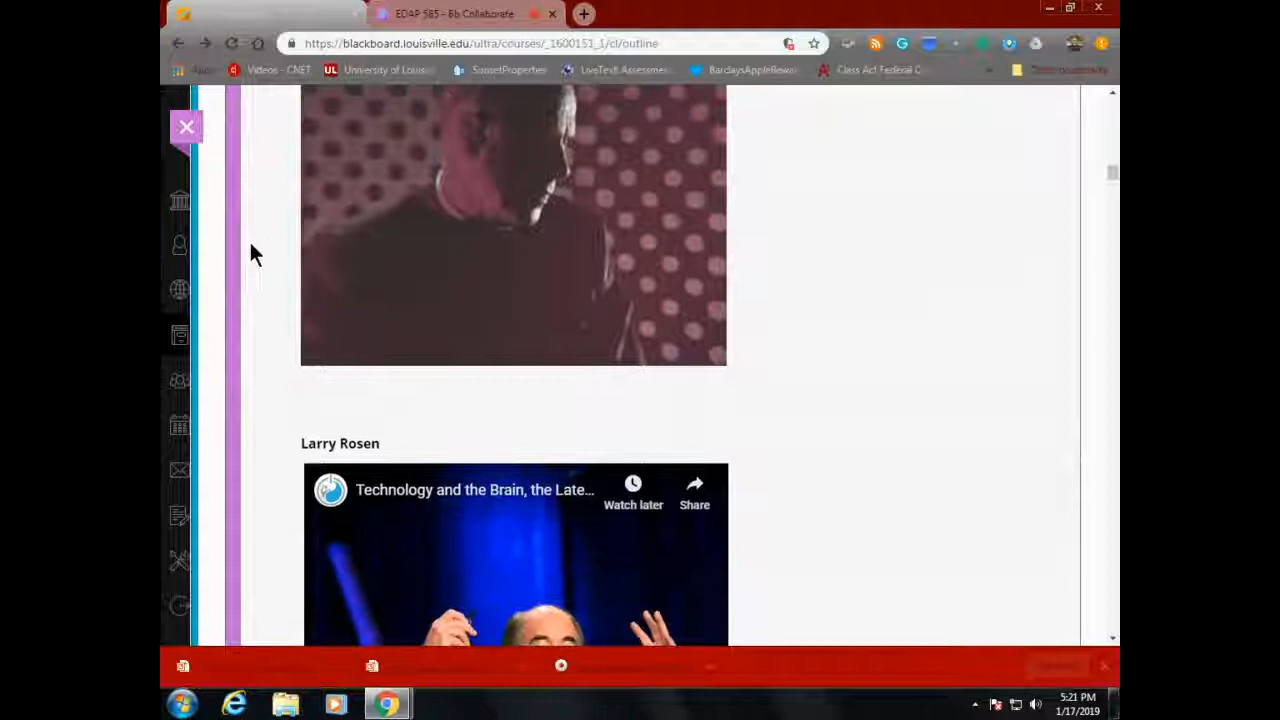 EDAP 585 - Bb Collaborate
https://blackboard.louisville.edu/ultra/courses/_1600151_1/cl/outline
Apps
Videos - CNET
University of Louis
SunsetProperties
LiveText Assessme
BarclaysAppleRewar
Class Act Federal C
Larry Rosen
Technology and the Brain, the Late...
Watch later
Share
5:21 PM
1/17/2019